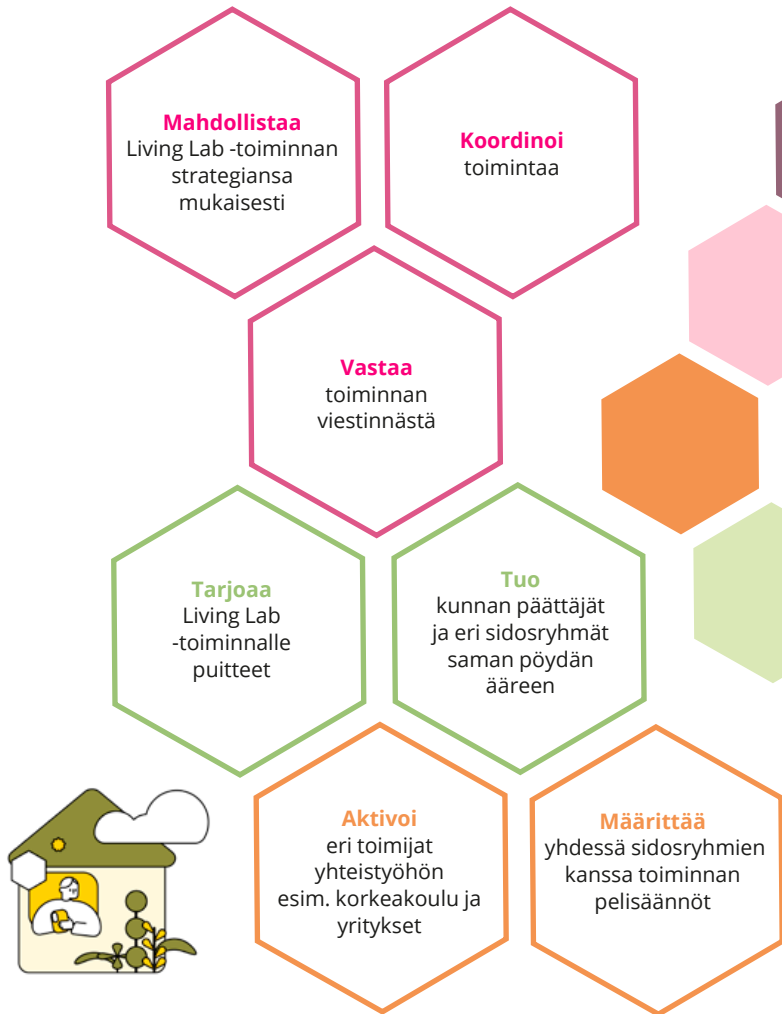 Mahdollistaa
Living Lab -toiminnan
strategiansa
mukaisesti
Koordinoi
toimintaa
Vastaa
toiminnan
viestinnästä
Tarjoaa
Living Lab
-toiminnalle
puitteet
Tuo
kunnan päättäjät
ja eri sidosryhmät
saman pöydän
ääreen
Aktivoi
eri toimijat
yhteistyöhön
esim. korkeakoulu ja
yritykset
Määrittää
yhdessä sidosryhmien
kanssa toiminnan
pelisäännöt